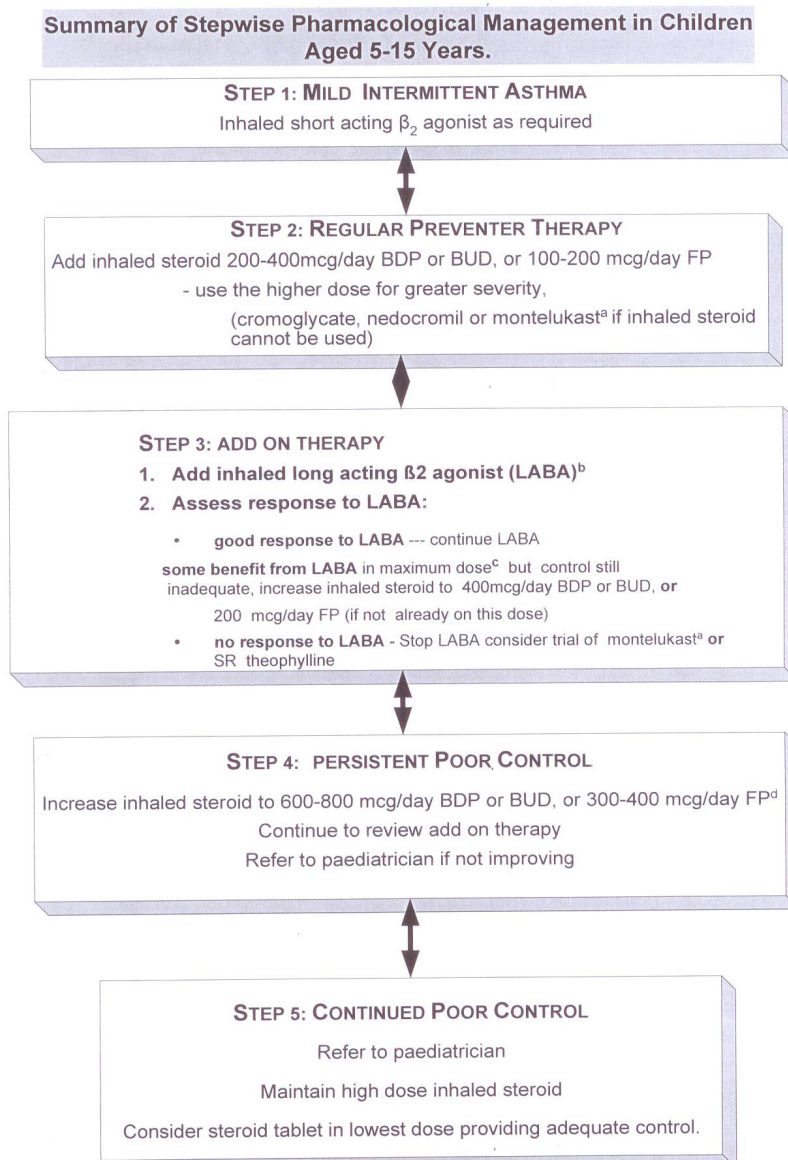 Summary of Stepwise Pharmacological Management in Children
Aged 5-15 Years.
STEP 1: MILD INTERMITTENT ASTHMA
Inhaled short acting β₂ agonist as required
STEP 2: REGULAR PREVENTER THERAPY
Add inhaled steroid 200-400mcg/day BDP or BUD, or 100-200 mcg/day FP
- use the higher dose for greater severity,
(cromoglycate, nedocromil or montelukastᵃ if inhaled steroid
cannot be used)
STEP 3: ADD ON THERAPY
1. Add inhaled long acting ß2 agonist (LABA)ᵇ
2. Assess response to LABA:
• good response to LABA --- continue LABA
some benefit from LABA in maximum doseᶜ but control still
inadequate, increase inhaled steroid to 400mcg/day BDP or BUD, or
200 mcg/day FP (if not already on this dose)
• no response to LABA - Stop LABA consider trial of montelukastᵃ or
SR theophylline
STEP 4: PERSISTENT POOR CONTROL
Increase inhaled steroid to 600-800 mcg/day BDP or BUD, or 300-400 mcg/day FPᵈ
Continue to review add on therapy
Refer to paediatrician if not improving
STEP 5: CONTINUED POOR CONTROL
Refer to paediatrician
Maintain high dose inhaled steroid
Consider steroid tablet in lowest dose providing adequate control.